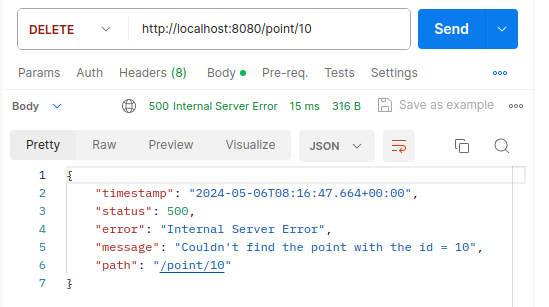 DELETE http://localhost:8080/point/10 Send
Params Auth Headers (8) Body Pre-req. Tests Settings
Body 500 Internal Server Error 15 ms 316 B Save as example
Pretty Raw Preview Visualize JSON
1 {
2 "timestamp": "2024-05-06T08:16:47.664+00:00",
3 "status": 500,
4 "error": "Internal Server Error",
5 "message": "Couldn't find the point with the id = 10",
6 "path": "/point/10"
7 }